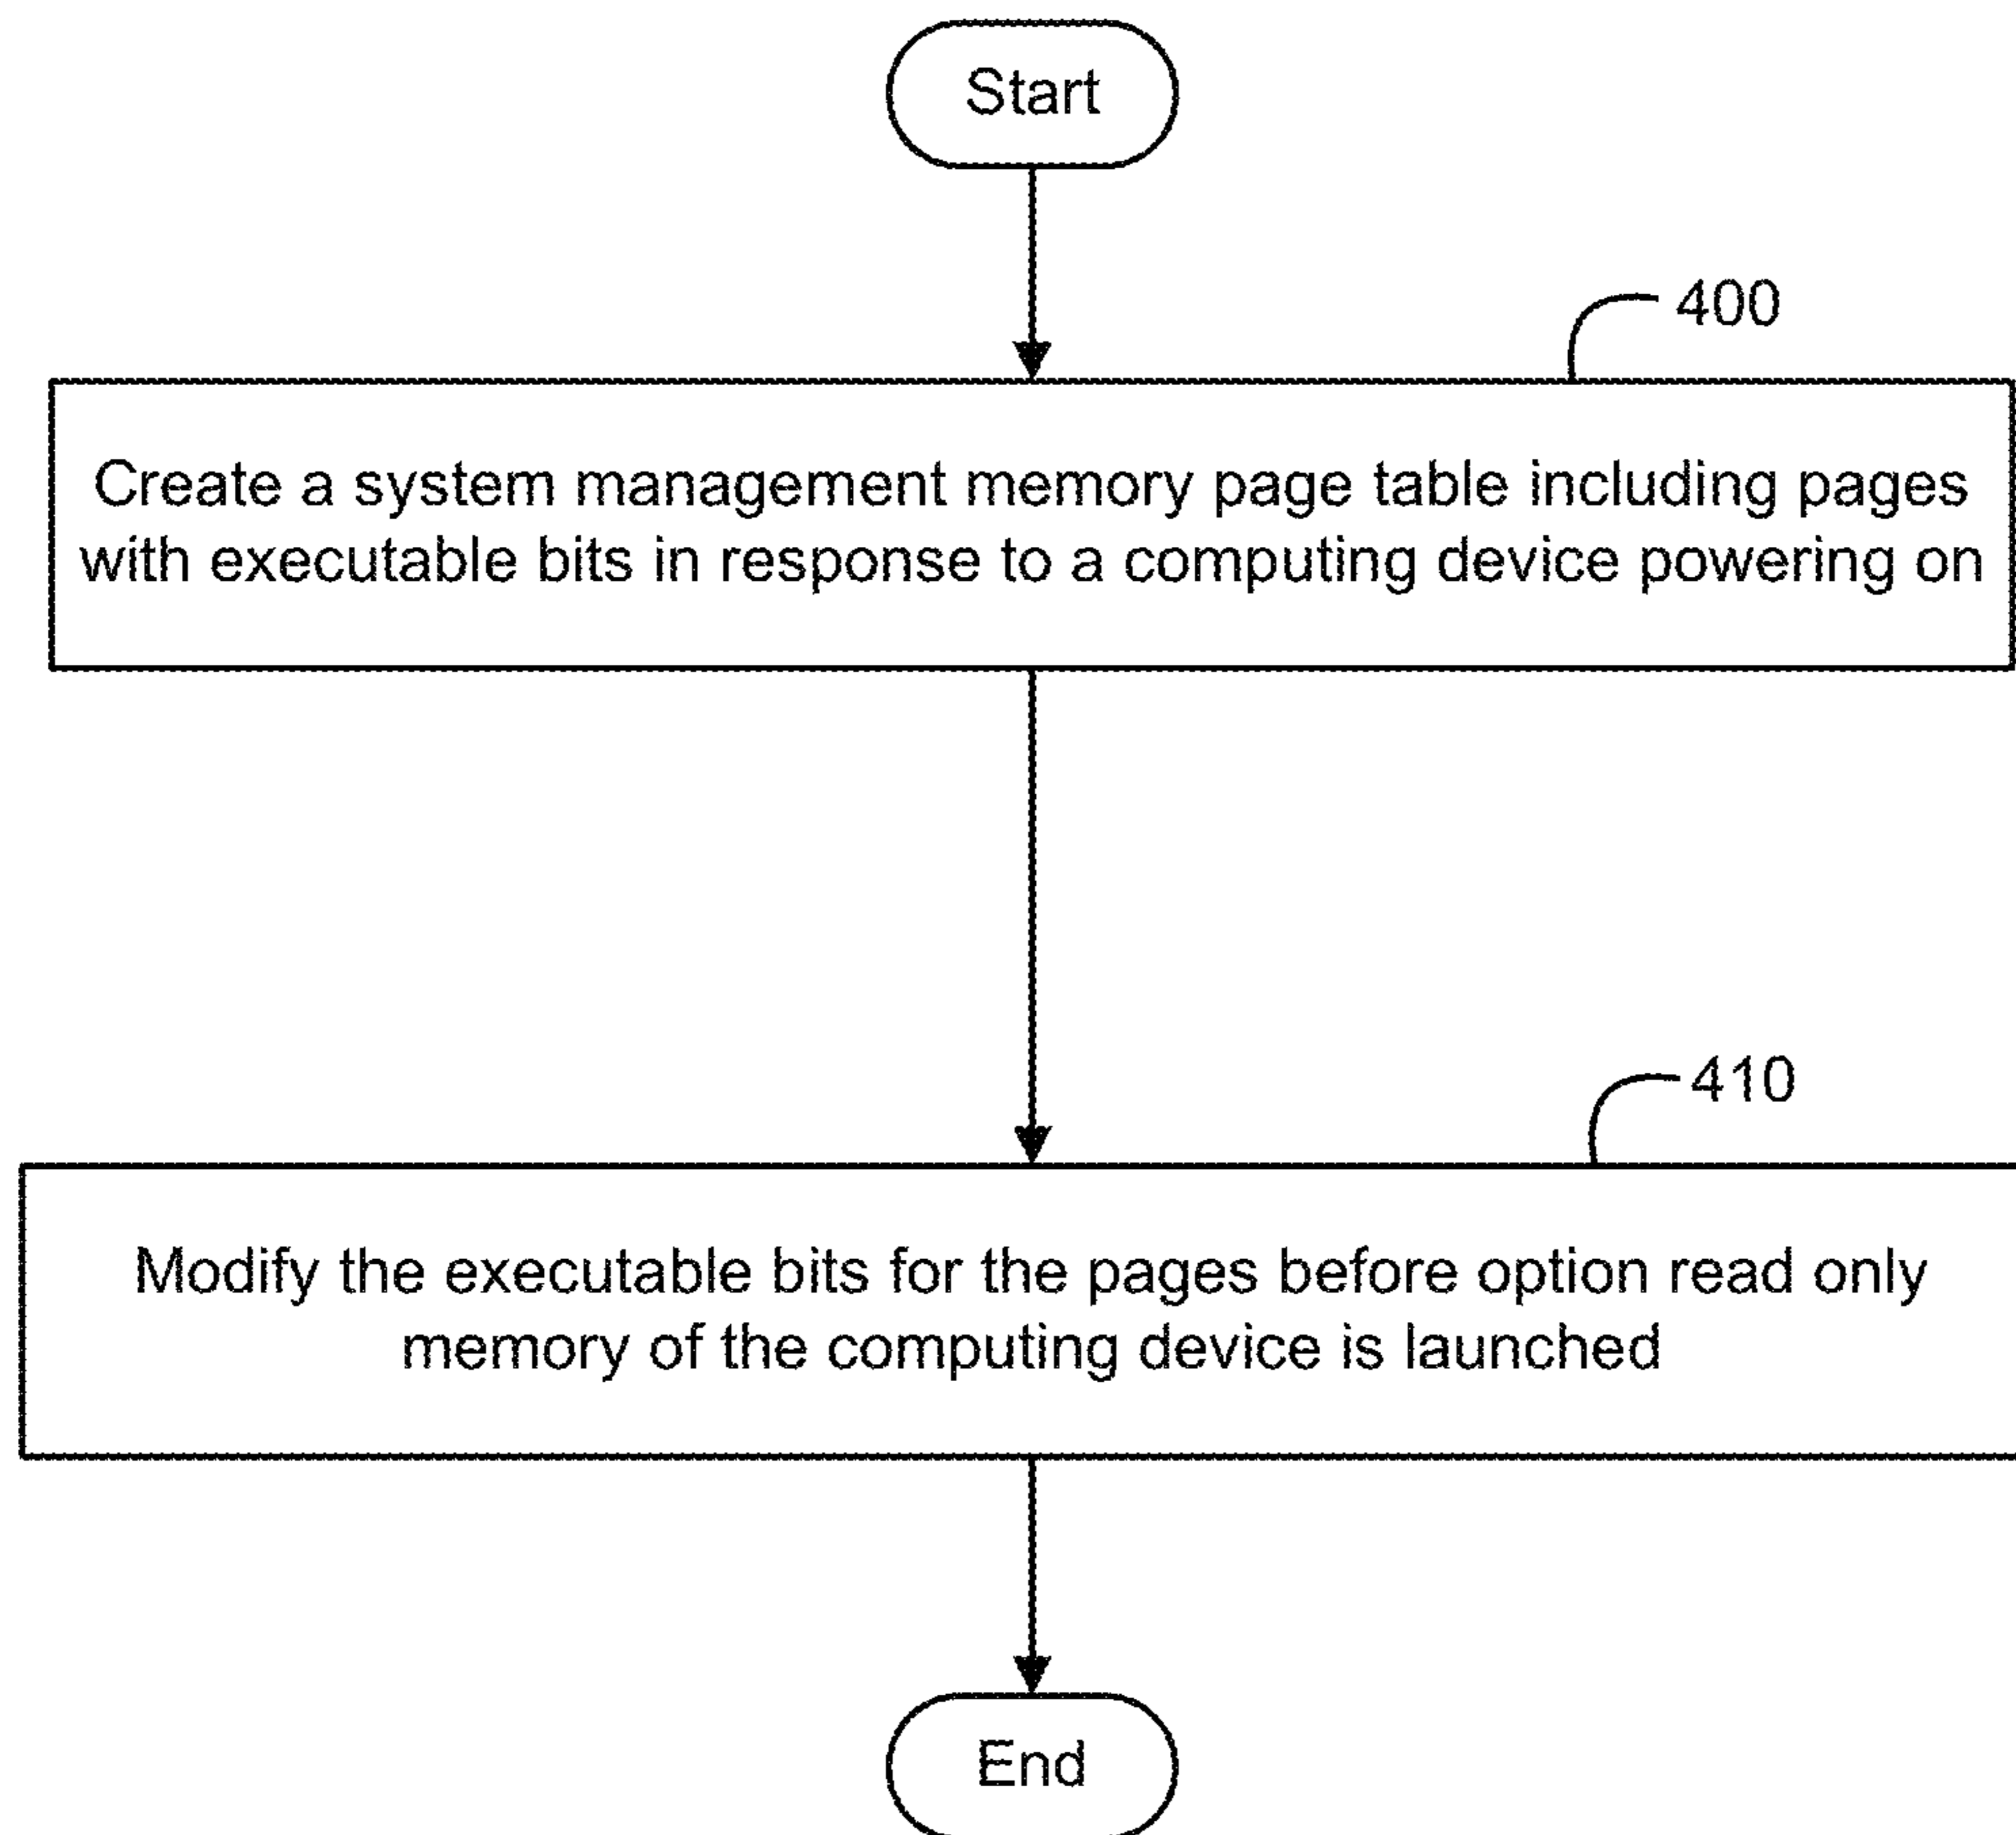 Start
400
Create a system management memory page table including pages
with executable bits in response to a computing device powering on
410
Modify the executable bits for the pages before option read only
memory of the computing device is launched
End